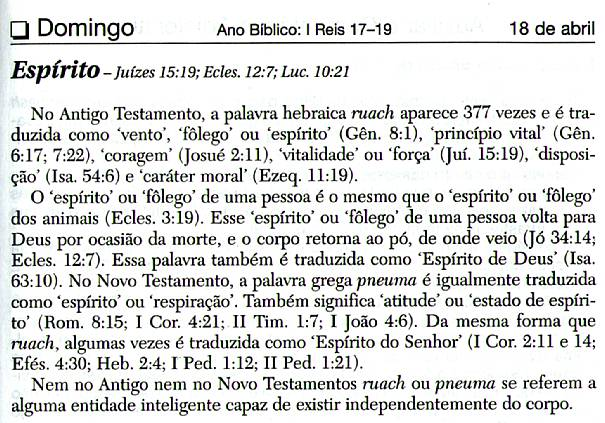 ❑ Domingo Ano Bíblico: I Reis 17–19 18 de abril
Espírito – Juízes 15:19; Ecles. 12:7; Luc. 10:21
No Antigo Testamento, a palavra hebraica ruach aparece 377 vezes e é tra-
duzida como ‘vento’, ‘fôlego’ ou ‘espírito’ (Gên. 8:1), ‘princípio vital’ (Gên.
6:17; 7:22), ‘coragem’ (Josué 2:11), ‘vitalidade’ ou ‘força’ (Juí. 15:19), ‘disposi-
ção’ (Isa. 54:6) e ‘caráter moral’ (Ezeq. 11:19).
O ‘espírito’ ou ‘fôlego’ de uma pessoa é o mesmo que o ‘espírito’ ou ‘fôlego’
dos animais (Ecles. 3:19). Esse ‘espírito’ ou ‘fôlego’ de uma pessoa volta para
Deus por ocasião da morte, e o corpo retorna ao pó, de onde veio (Jó 34:14;
Ecles. 12:7). Essa palavra também é traduzida como ‘Espírito de Deus’ (Isa.
63:10). No Novo Testamento, a palavra grega pneuma é igualmente traduzida
como ‘espírito’ ou ‘respiração’. Também significa ‘atitude’ ou ‘estado de espíri-
to’ (Rom. 8:15; I Cor. 4:21; II Tim. 1:7; I João 4:6). Da mesma forma que
ruach, algumas vezes é traduzida como ‘Espírito do Senhor’ (I Cor. 2:11 e 14;
Efés. 4:30; Heb. 2:4; I Ped. 1:12; II Ped. 1:21).
Nem no Antigo nem no Novo Testamentos ruach ou pneuma se referem a
alguma entidade inteligente capaz de existir independentemente do corpo.